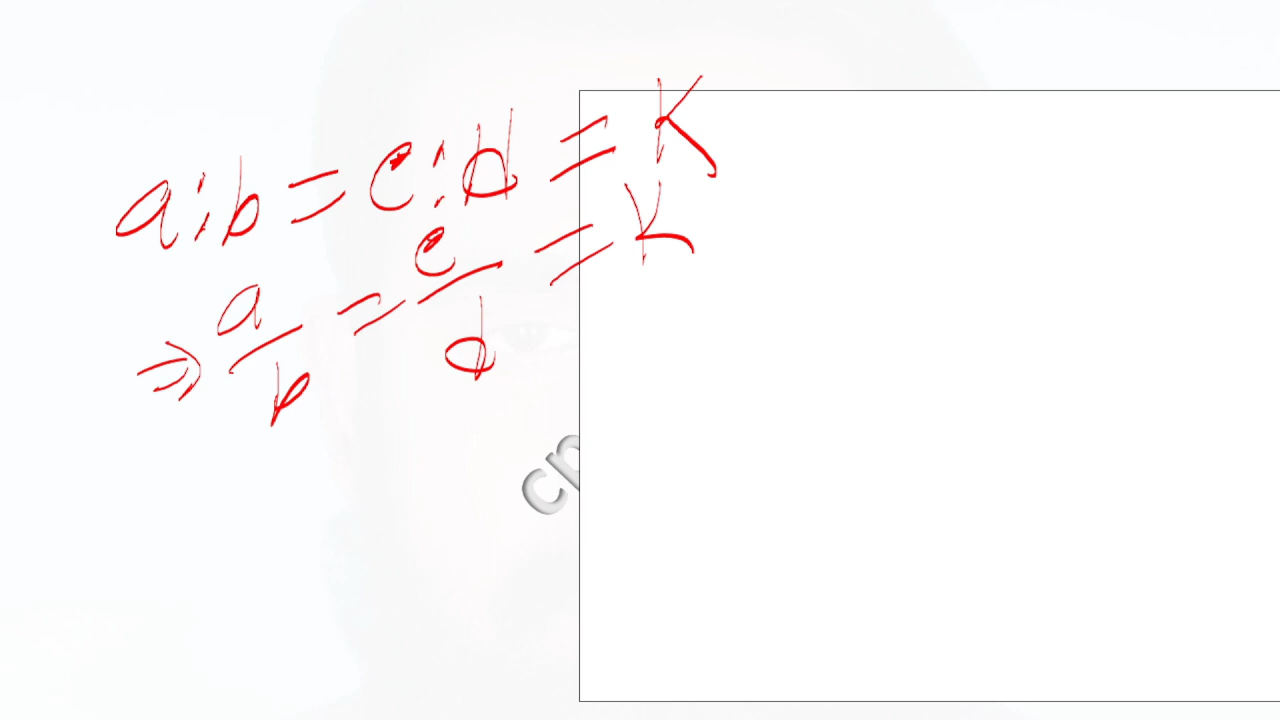 a:b = c:d = K
⇒ a/b = c/d = K